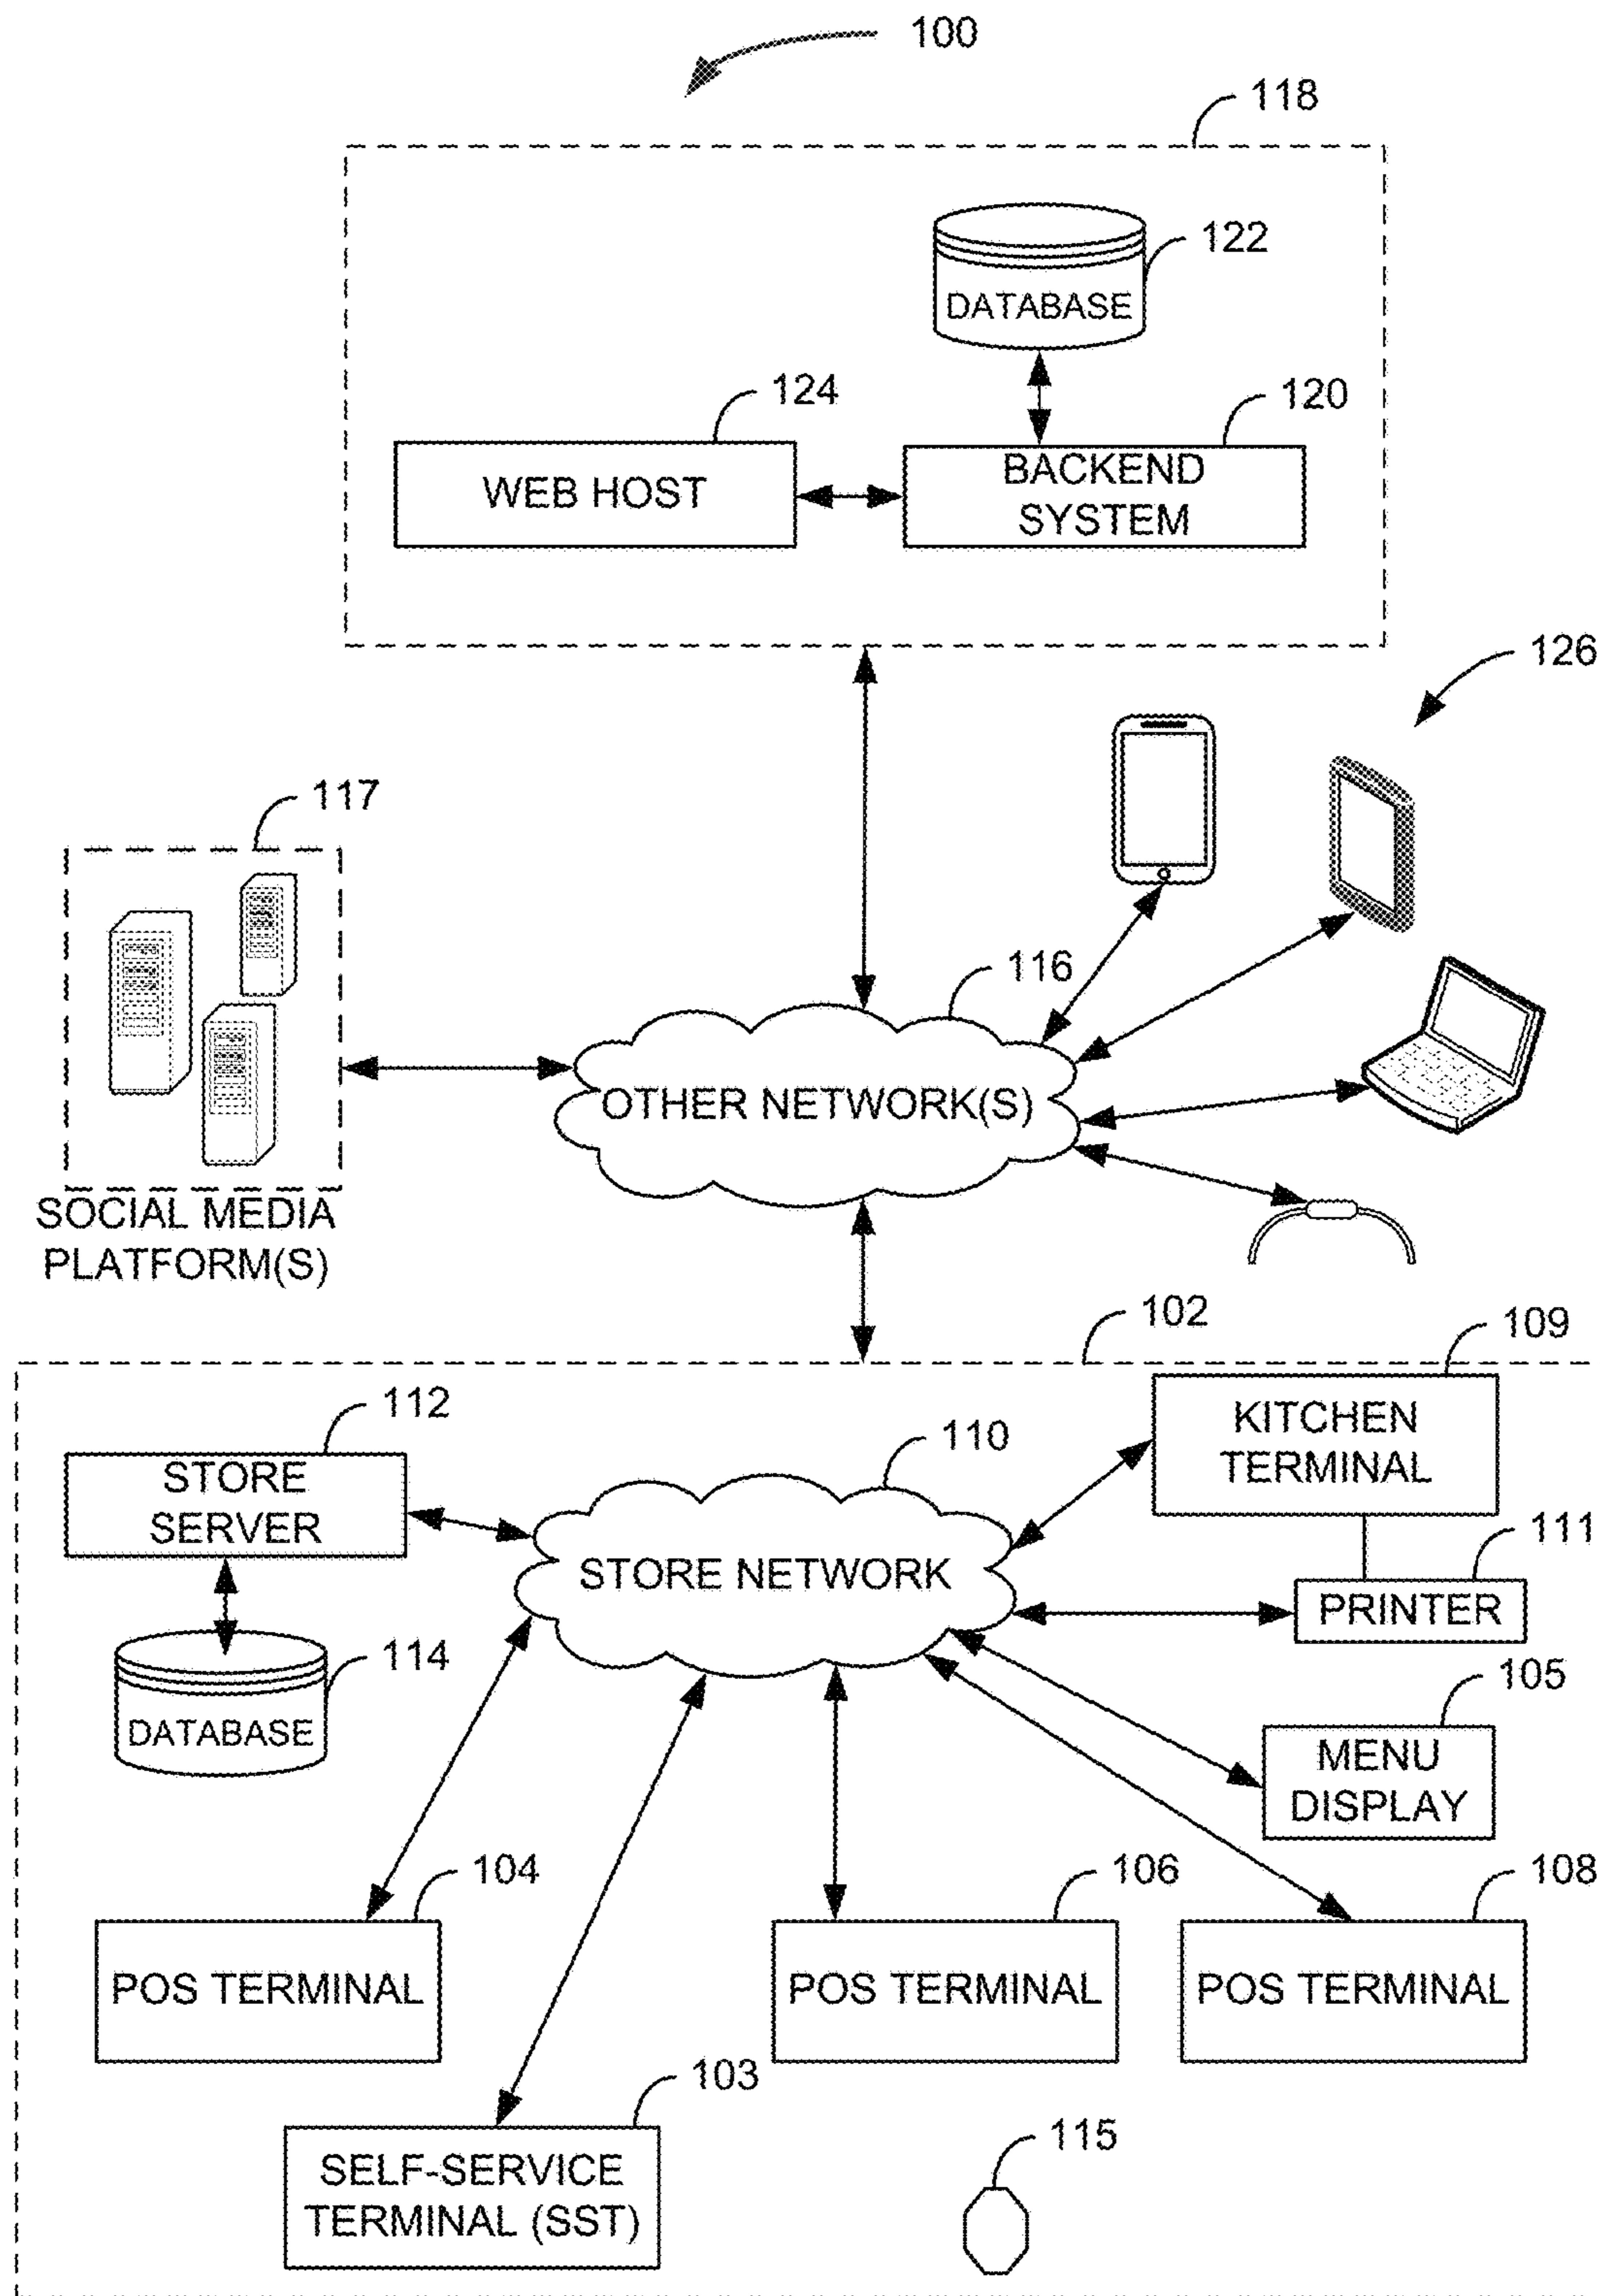 100
118
122
DATABASE
124
120
WEB HOST
BACKEND
SYSTEM
126
117
116
OTHER NETWORK(S)
SOCIAL MEDIA
PLATFORM(S)
102
109
112
110
KITCHEN
TERMINAL
STORE
SERVER
111
STORE NETWORK
PRINTER
114
105
DATABASE
MENU
DISPLAY
104
106
108
POS TERMINAL
POS TERMINAL
POS TERMINAL
103
115
SELF-SERVICE
TERMINAL (SST)